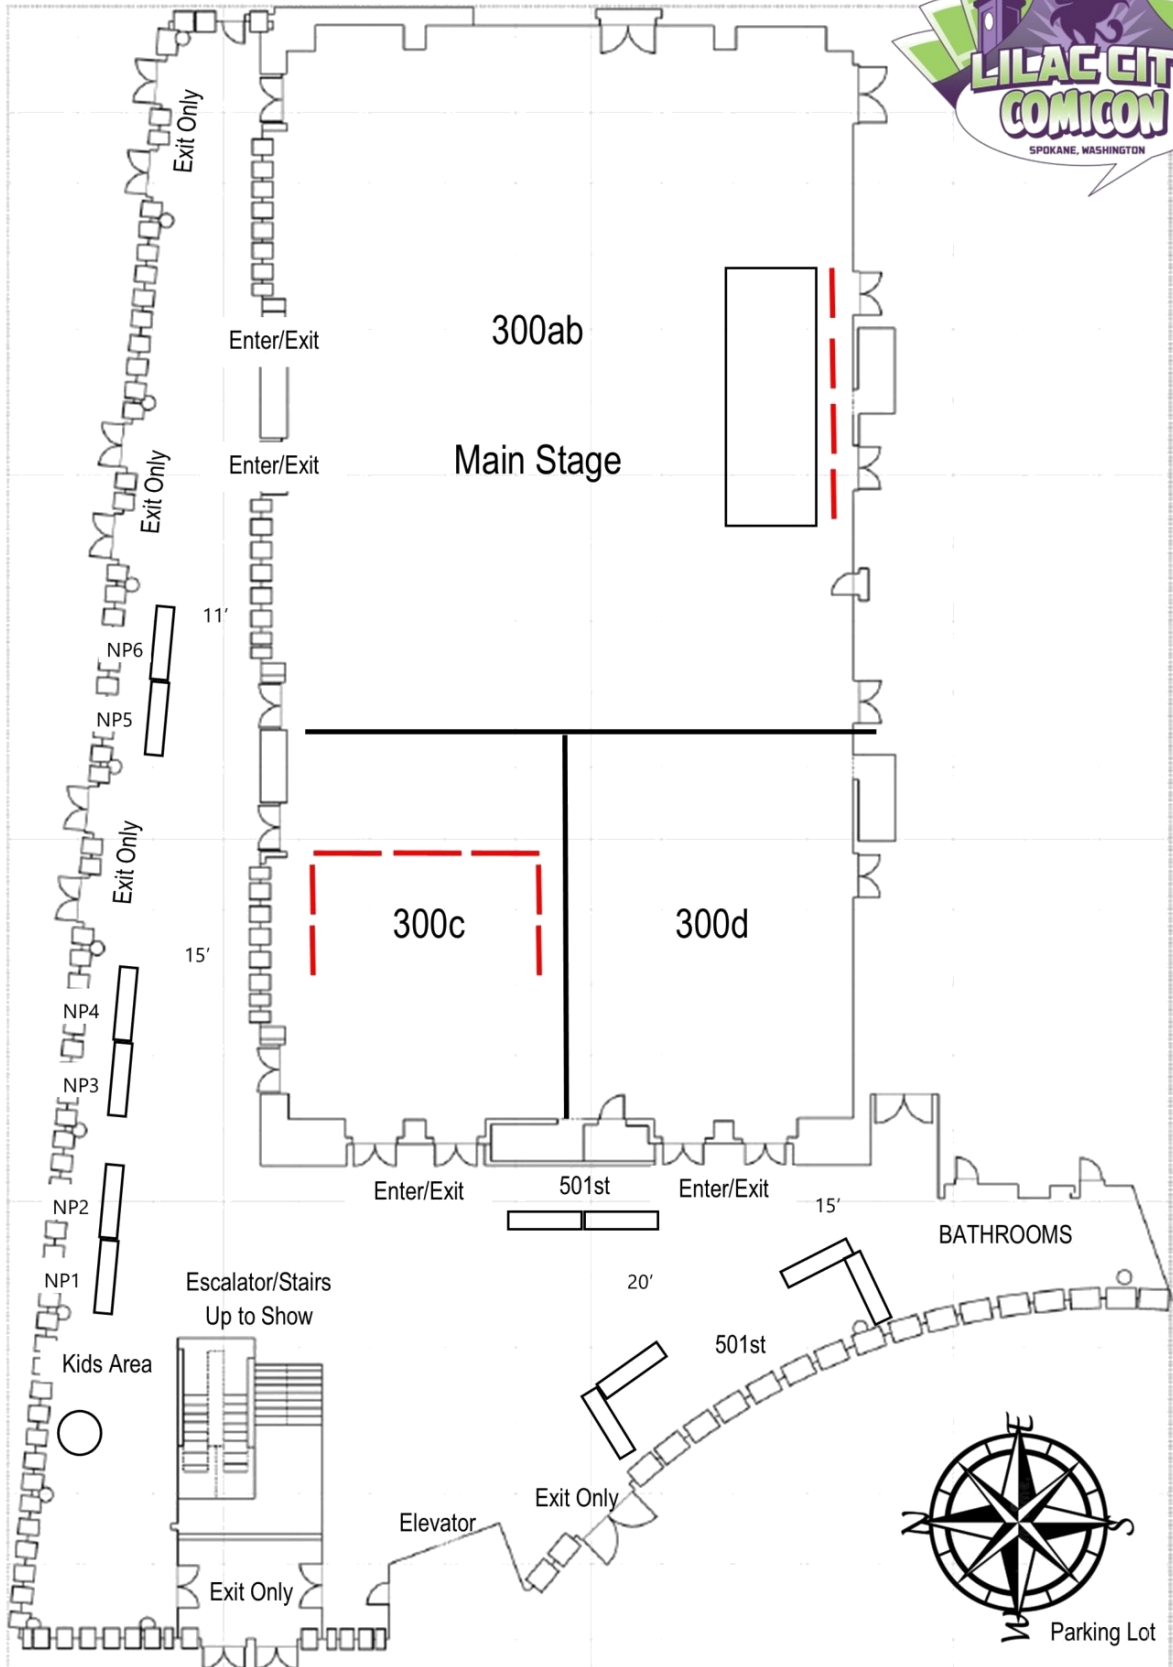 LILAC CIT
COMICON
SPOKANE, WASHINGTON
Exit Only
300ab
Enter/Exit
Enter/Exit
Main Stage
Exit Only
11'
NP6
NP5
Exit Only
300c
300d
15'
NP4
NP3
Enter/Exit
501st
Enter/Exit
15'
NP2
BATHROOMS
NP1
Escalator/Stairs
Up to Show
20'
501st
Kids Area
Exit Only
Elevator
Exit Only
E
N
S
W
Parking Lot